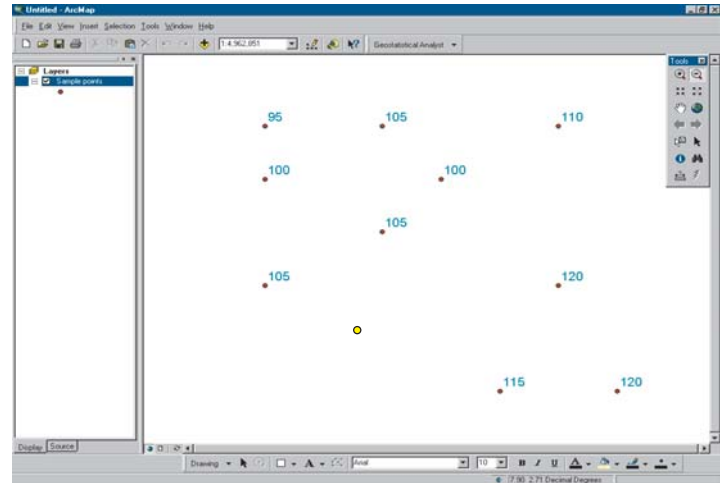 Untitled - ArcMap
File Edit View Insert Selection Tools Window Help
1:4,962,051
Geostatistical Analyst
Layers
Sample points
Tools
95 105 110
100 100
105
105 120
115 120
Display Source
Drawing A Arial 10 B I U A
7.90 2.71 Decimal Degrees